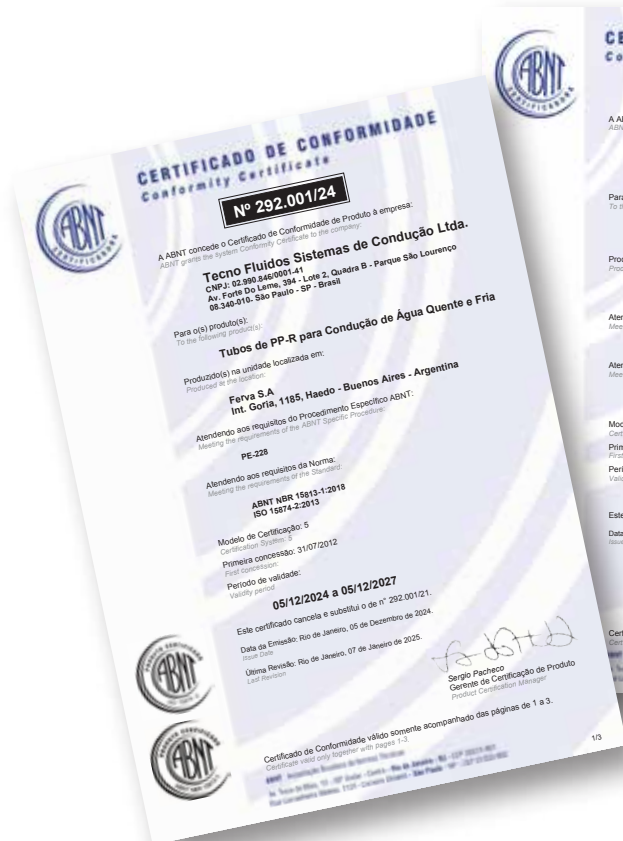 ABNT
CERTIFICADORA
CERTIFICADO DE CONFORMIDADE
Conformity Certificate
Nº 292.001/24
A ABNT concede o Certificado de Conformidade de Produto à empresa:
ABNT grants the System Conformity Certificate to the company:
Tecno Fluidos Sistemas de Condução Ltda.
CNPJ: 02.990.846/0001-41
Av. Forte Do Leme, 394 - Lote 2, Quadra B - Parque São Lourenço
08.340-010. São Paulo - SP - Brasil
Para o(s) produto(s):
To the following product(s):
Tubos de PP-R para Condução de Água Quente e Fria
Produzido(s) na unidade localizada em:
Produced at the location:
Ferva S.A
Int. Goria, 1185, Haedo - Buenos Aires - Argentina
Atendendo aos requisitos do Procedimento Específico ABNT:
Meeting the requirements of the ABNT Specific Procedure:
PE-228
Atendendo aos requisitos da Norma:
Meeting the requirements of the Standard:
ABNT NBR 15813-1:2018
ISO 15874-2:2013
Modelo de Certificação: 5
Certification System: 5
Primeira concessão: 31/07/2012
First concession:
Período de validade:
Validity period
05/12/2024 a 05/12/2027
Este certificado cancela e substitui o de n° 292.001/21.
Data da Emissão: Rio de Janeiro, 05 de Dezembro de 2024.
Issue Date
Última Revisão: Rio de Janeiro, 07 de Janeiro de 2025.
Last Revision
Sergio Pacheco
Gerente de Certificação de Produto
Product Certification Manager
Certificado de Conformidade válido somente acompanhado das páginas de 1 a 3.
Certificate valid only together with pages 1-3.
1/3
ABNT
ABNT
ABNT
CERTIFICADORA